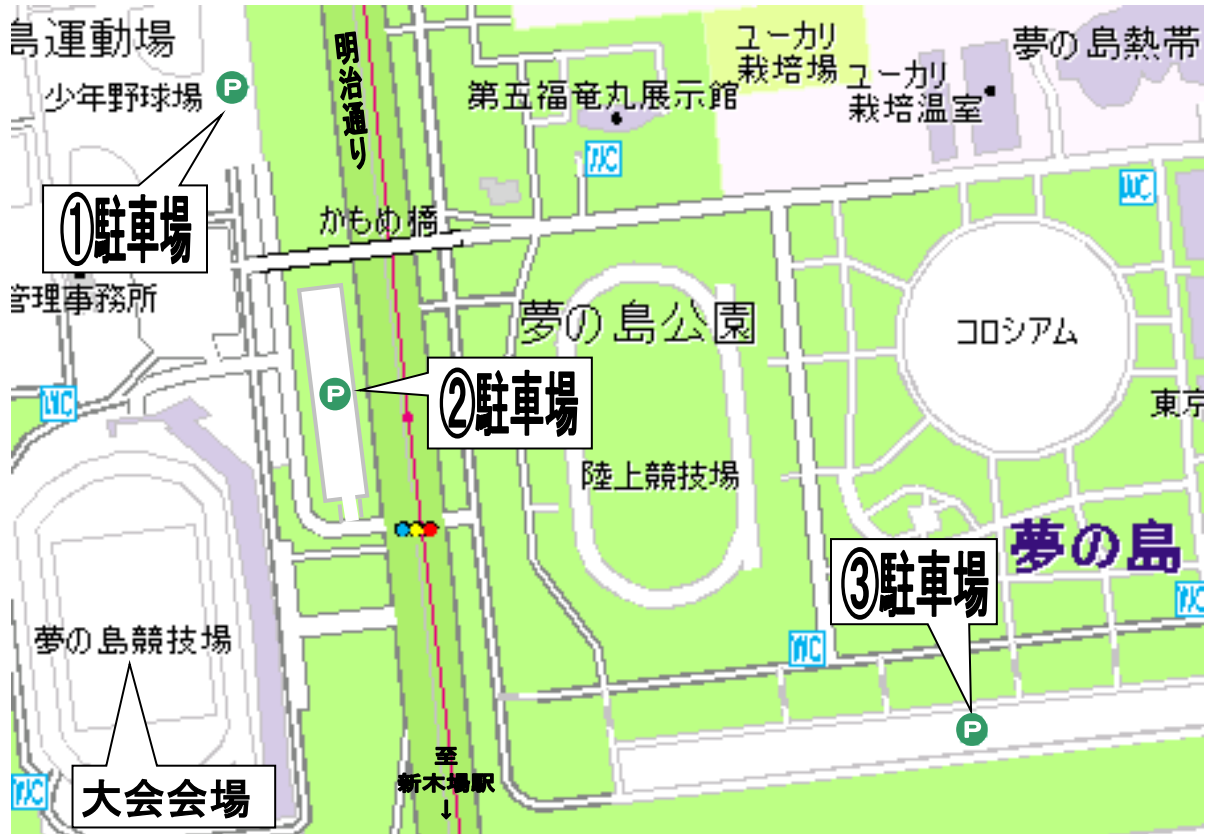 島運動場
少年野球場
P
明治通り
ユーカリ
栽培場
夢の島熱帯
第五福竜丸展示館
ユーカリ
栽培温室
WC
WC
①駐車場
かもめ橋
管理事務所
夢の島公園
コロシアム
P
②駐車場
WC
東京
陸上競技場
夢の島
③駐車場
WC
夢の島競技場
WC
P
至
新木場駅
↓
大会会場
WC